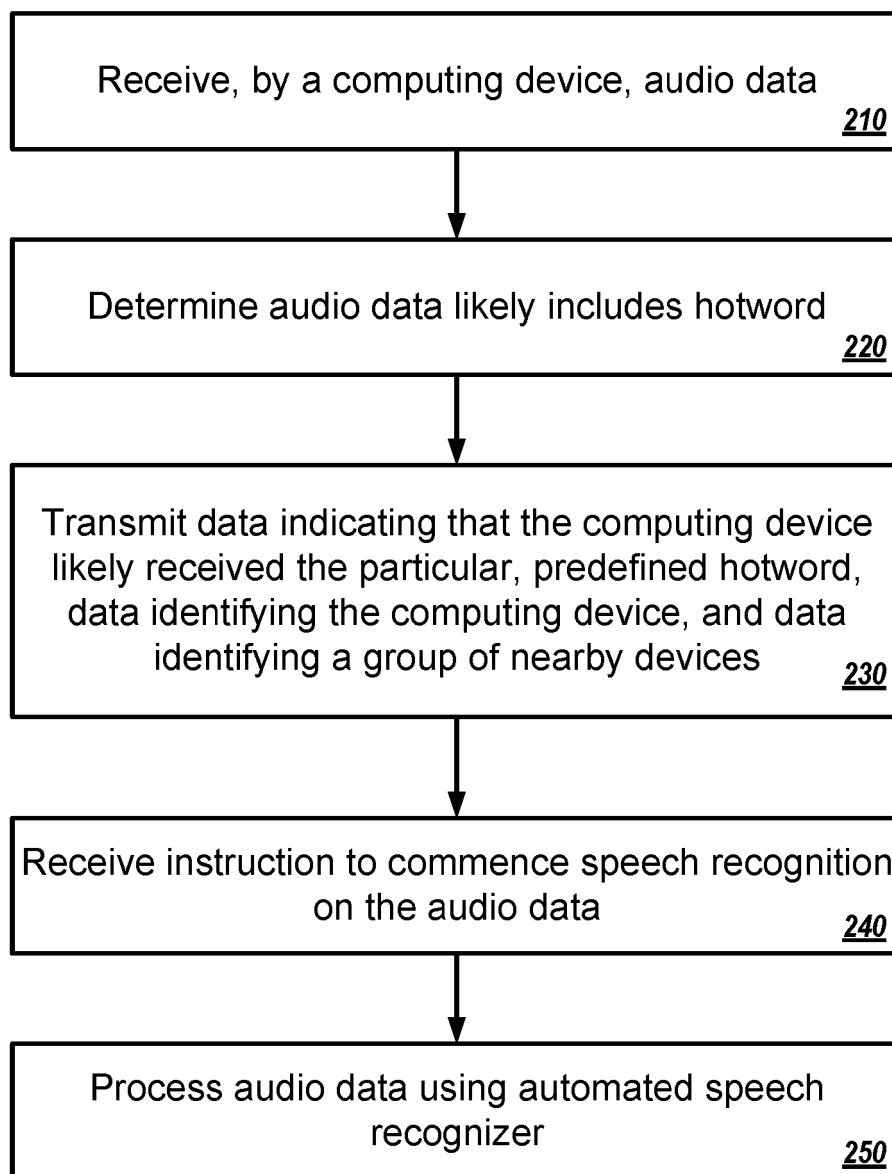 Receive, by a computing device, audio data
210
Determine audio data likely includes hotword
220
Transmit data indicating that the computing device
likely received the particular, predefined hotword,
data identifying the computing device, and data
identifying a group of nearby devices
230
Receive instruction to commence speech recognition
on the audio data
240
Process audio data using automated speech
recognizer
250